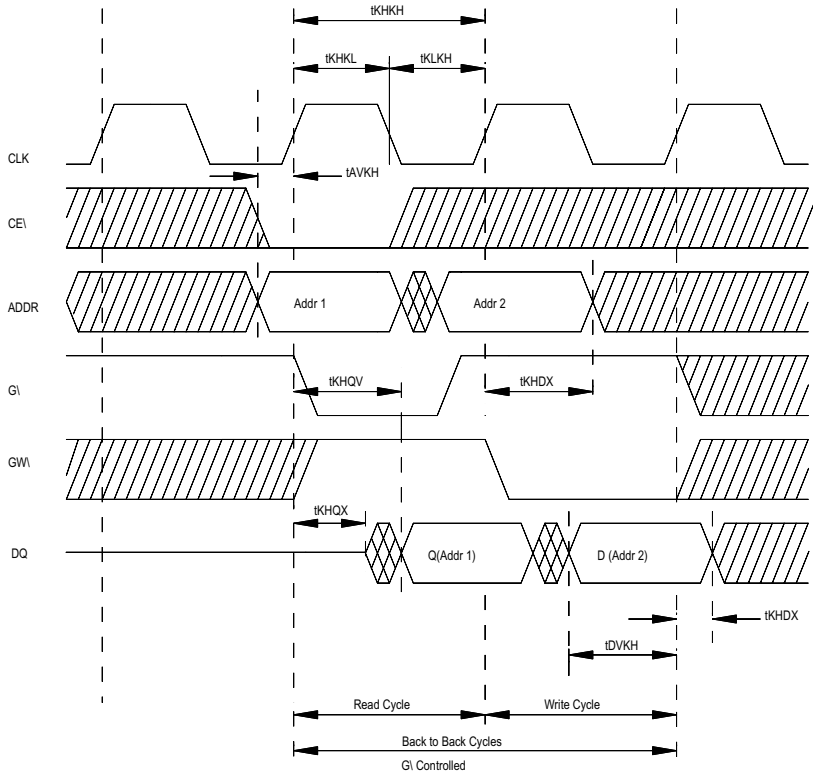 tKHKH
tKHKL
tKLKH
CLK
tAVKH
CE\
ADDR
Addr 1
Addr 2
G\
tKHQV
tKHDX
GW\
tKHQX
DQ
Q(Addr 1)
D (Addr 2)
tKHDX
tDVKH
Read Cycle
Write Cycle
Back to Back Cycles
G\ Controlled